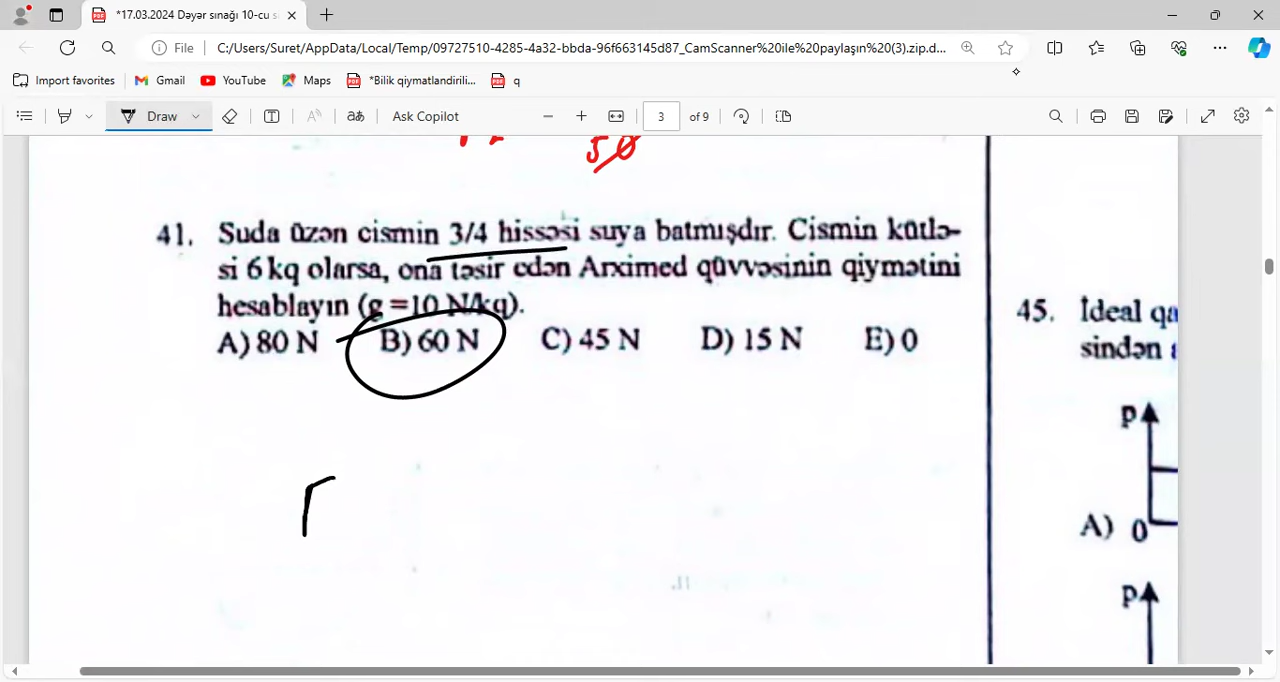 *17.03.2024 Dəyər sınağı 10-cu s
File
C:/Users/Suret/AppData/Local/Temp/09727510-4285-4a32-bbda-96f663145d87_CamScanner%20ile%20paylaşın%20(3).zip.d...
Import favorites
Gmail
YouTube
Maps
*Bilik qiymatlandirili...
q
Draw
Ask Copilot
3 of 9
50
41. Suda üzən cismin 3/4 hissəsi suya batmışdır. Cismin kütlə-
si 6 kq olarsa, ona təsir edən Arximed qüvvəsinin qiymətini
hesablayın (g =10 N/kq).
A) 80 N B) 60 N C) 45 N D) 15 N E) 0
45. İdeal qa
sindən
P
A) 0
P